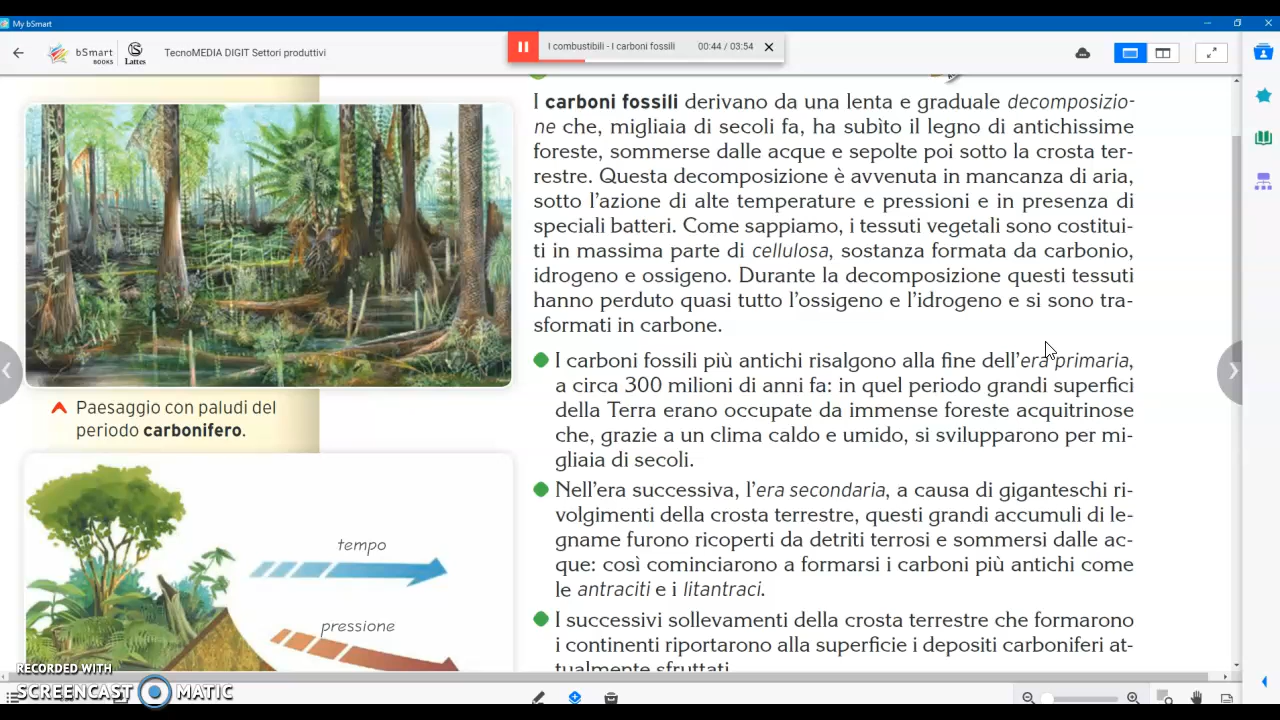 My bSmart
bSmart BOOKS Lattes TecnoMEDIA DIGIT Settori produttivi
I combustibili - I carboni fossili 00:44 / 03:54
I carboni fossili derivano da una lenta e graduale decomposizio-
ne che, migliaia di secoli fa, ha subìto il legno di antichissime
foreste, sommerse dalle acque e sepolte poi sotto la crosta ter-
restre. Questa decomposizione è avvenuta in mancanza di aria,
sotto l'azione di alte temperature e pressioni e in presenza di
speciali batteri. Come sappiamo, i tessuti vegetali sono costitui-
ti in massima parte di cellulosa, sostanza formata da carbonio,
idrogeno e ossigeno. Durante la decomposizione questi tessuti
hanno perduto quasi tutto l'ossigeno e l'idrogeno e si sono tra-
sformati in carbone.
I carboni fossili più antichi risalgono alla fine dell'era primaria,
a circa 300 milioni di anni fa: in quel periodo grandi superfici
della Terra erano occupate da immense foreste acquitrinose
che, grazie a un clima caldo e umido, si svilupparono per mi-
gliaia di secoli.
Nell'era successiva, l'era secondaria, a causa di giganteschi ri-
volgimenti della crosta terrestre, questi grandi accumuli di le-
gname furono ricoperti da detriti terrosi e sommersi dalle ac-
que: così cominciarono a formarsi i carboni più antichi come
le antraciti e i litantraci.
I successivi sollevamenti della crosta terrestre che formarono
i continenti riportarono alla superficie i depositi carboniferi at-
tualmente sfruttati.
Paesaggio con paludi del
periodo carbonifero.
tempo
pressione
RECORDED WITH
SCREENCAST MATIC